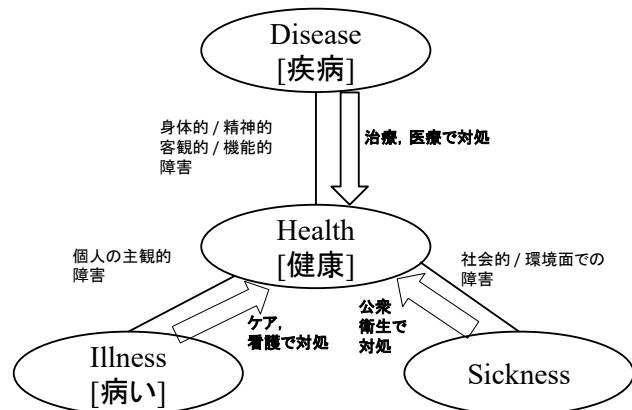 Disease
[疾病]
身体的 / 精神的
客観的 / 機能的
障害
治療, 医療で対処
Health
[健康]
個人の主観的
障害
社会的 / 環境面での
障害
ケア,
看護で対処
公衆
衛生で
対処
Illness
[病い]
Sickness